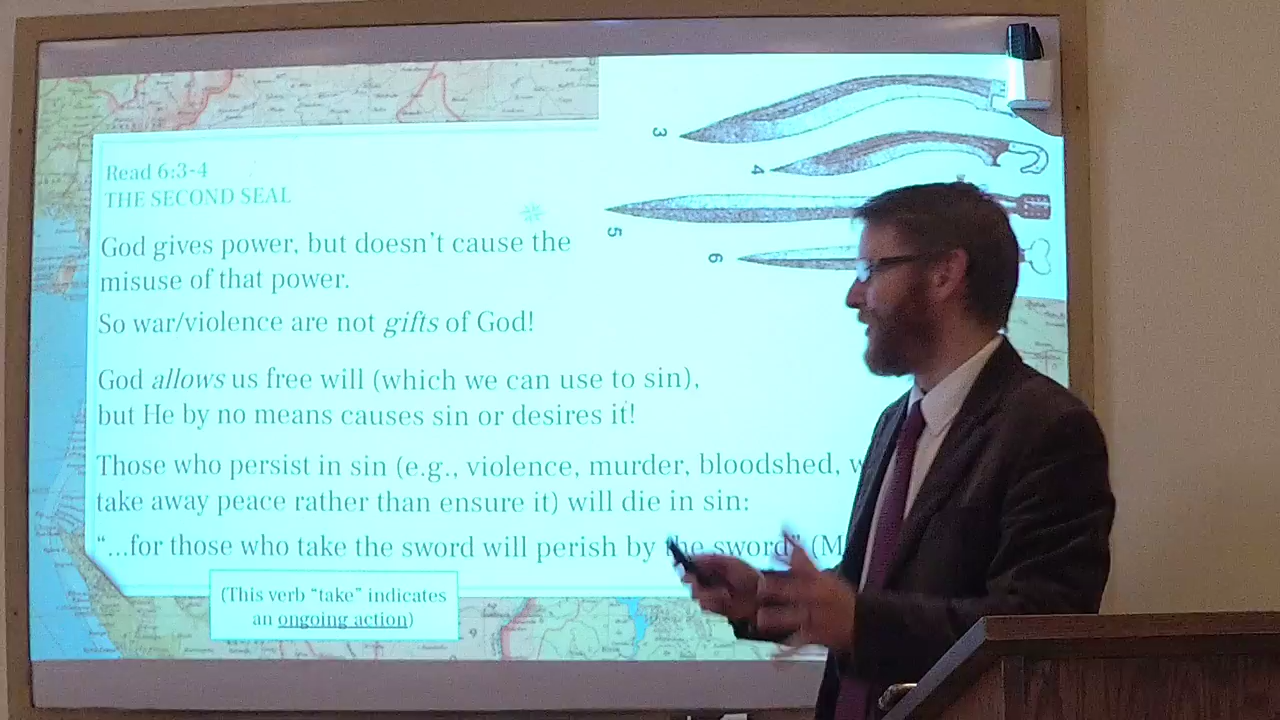 Read 6:3-4
THE SECOND SEAL
God gives power, but doesn't cause the
misuse of that power.
So war/violence are not gifts of God!
God allows us free will (which we can use to sin),
but He by no means causes sin or desires it!
Those who persist in sin (e.g., violence, murder, bloodshed,
take away peace rather than ensure it) will die in sin:
“...for those who take the sword will perish by the sword” (M
(This verb “take” indicates
an ongoing action)
3
4
5
6
9